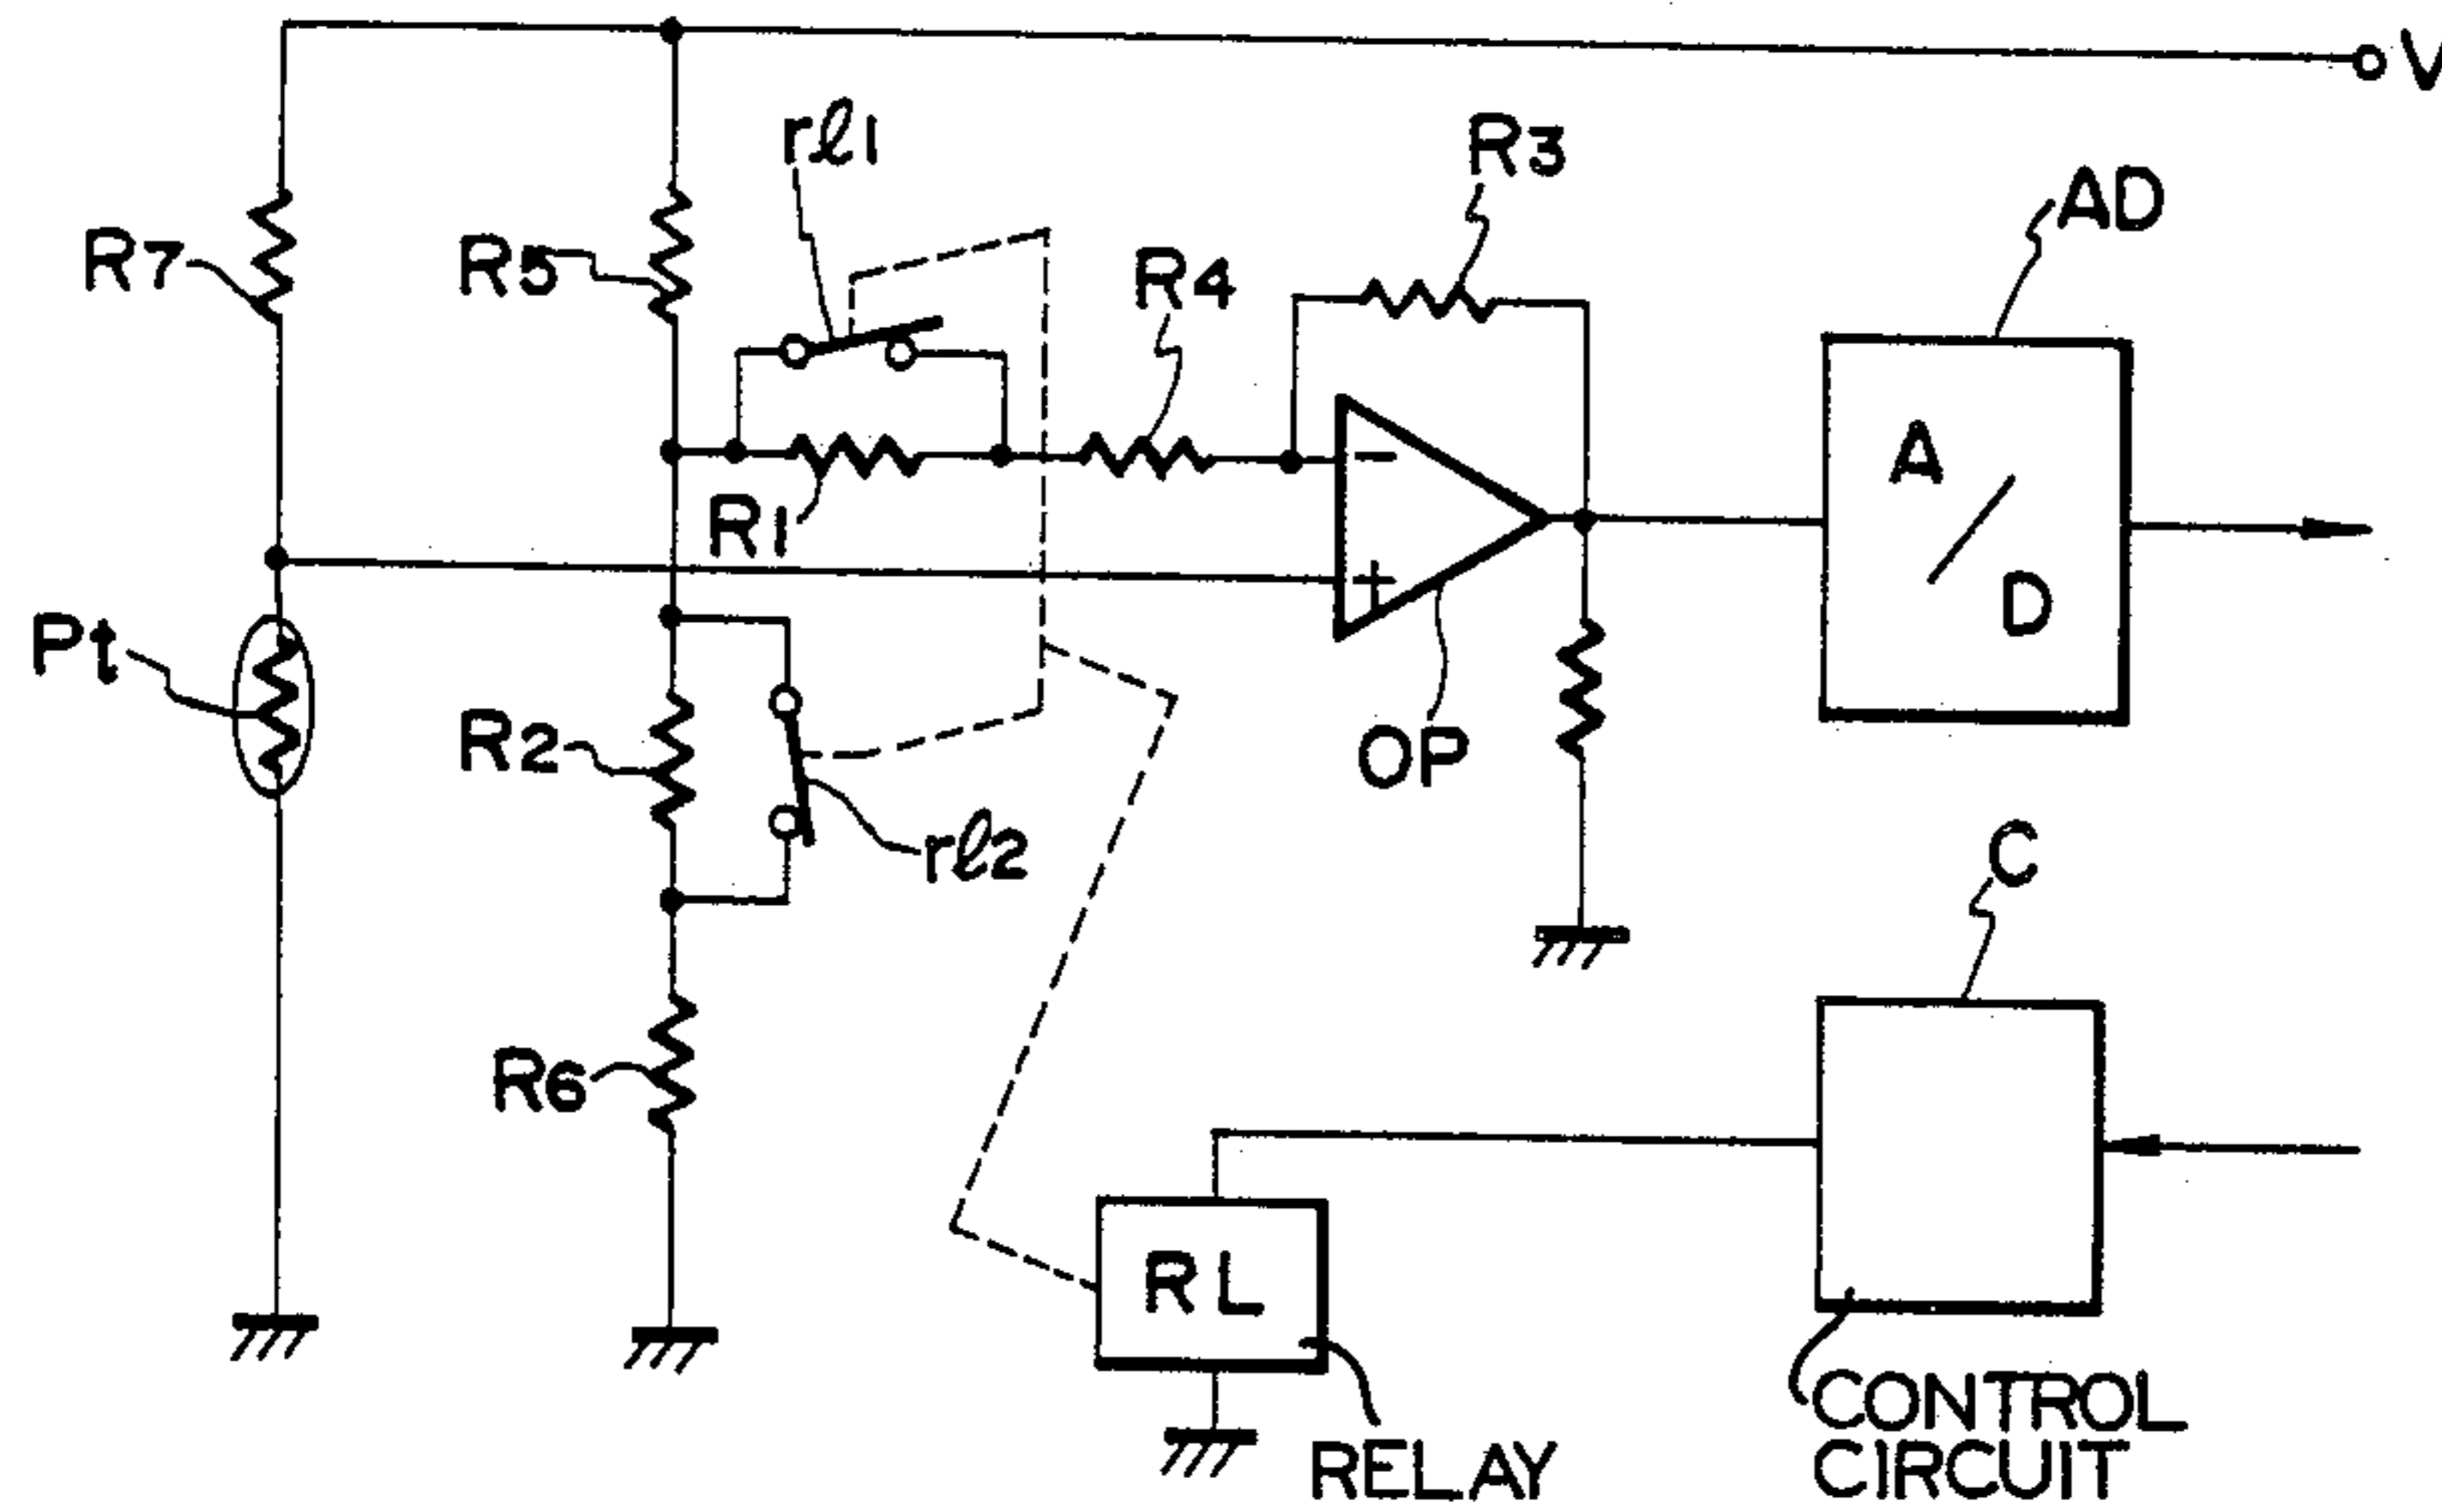 V
rl1
R3
AD
R7
R5
R4
A/D
R1
Pt
R2
OP
rl2
C
R6
RL
RELAY
CONTROL
CIRCUIT